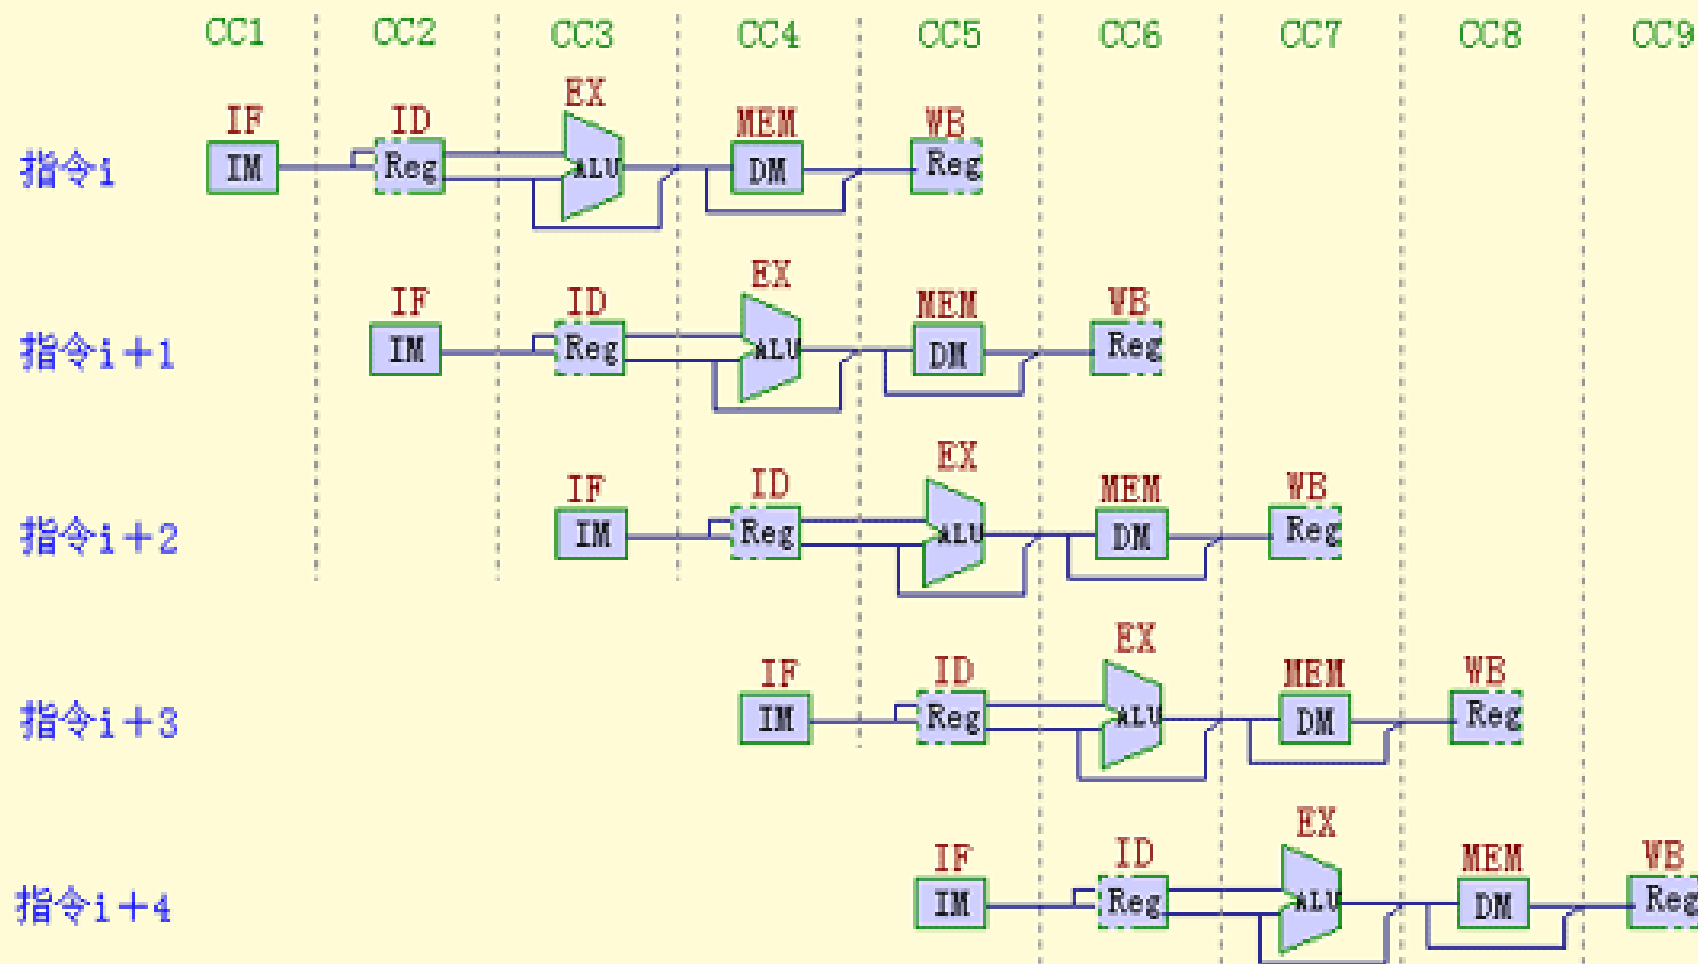 CC1 CC2 CC3 CC4 CC5 CC6 CC7 CC8 CC9
IF ID EX MEM WB
指令i IM Reg ALU DM Reg
IF ID EX MEM WB
指令i+1 IM Reg ALU DM Reg
IF ID EX MEM WB
指令i+2 IM Reg ALU DM Reg
IF ID EX MEM WB
指令i+3 IM Reg ALU DM Reg
IF ID EX MEM WB
指令i+4 IM Reg ALU DM Reg